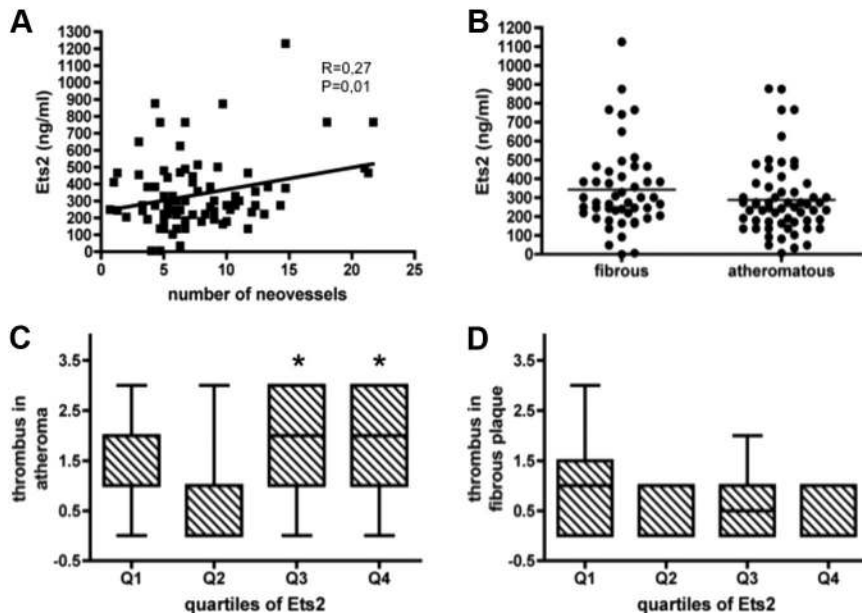 A
1300
1200
1100
1000
900
800
700
600
500
400
300
200
100
0
Ets2 (ng/ml)
R=0,27
P=0,01
0 5 10 15 20 25
number of neovessels
B
1200
1100
1000
900
800
700
600
500
400
300
200
100
0
Ets2 (ng/ml)
fibrous atheromatous
C
3.5
2.5
1.5
0.5
-0.5
thrombus in
atheroma
* *
Q1 Q2 Q3 Q4
quartiles of Ets2
D
3.5
2.5
1.5
0.5
-0.5
thrombus in
fibrous plaque
Q1 Q2 Q3 Q4
quartiles of Ets2